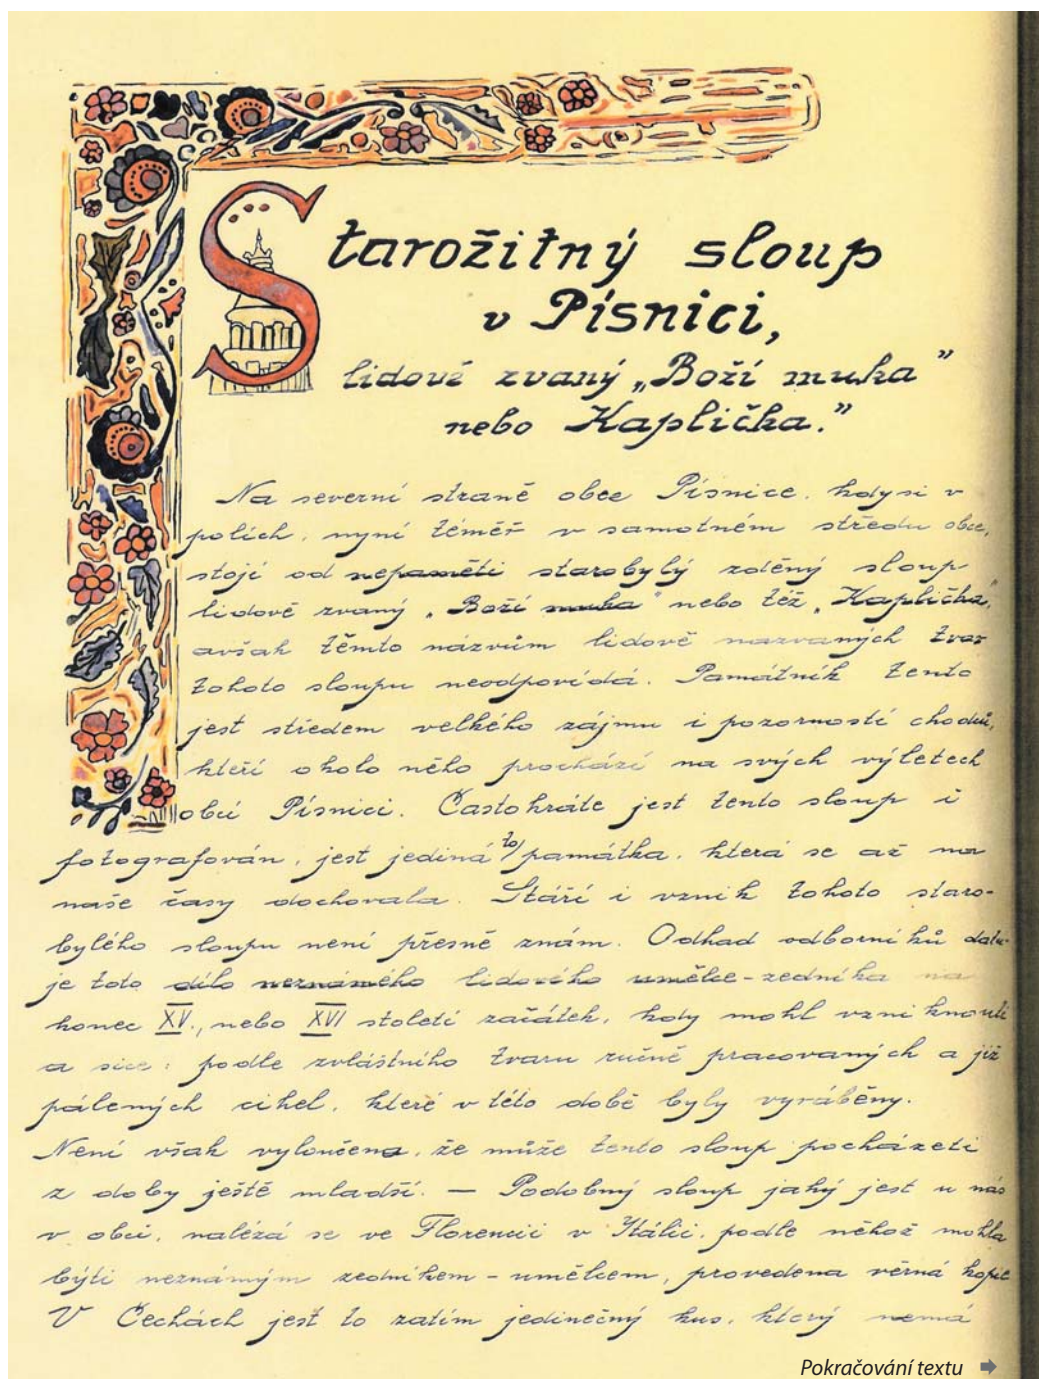 Starožitný sloup
v Písnici,
lidově zvaný „Boží muka”
nebo Kaplička.”
Na severní straně obce Písnice, kdysi v
polích, nyní téměř v samotném středu obce,
stojí od nepaměti starobylý zděný sloup
lidově zvaný „Boží muka” nebo též „Kaplička,”
avšak těmto názvům lidově nazvaných tvar
tohoto sloupu neodpovídá. Památník tento
jest středem velkého zájmu i pozorností chodců,
kteří okolo něho prochází na svých výletech
obcí Písnici. Častokráte jest tento sloup i
fotografován, jest jediná to památka, která se až na
naše časy dochovala. Stáří i vznik tohoto staro-
bylého sloupu není přesně znám. Odhad odborníků datu-
je toto dílo neznámého lidového umělce-zedníka na
konec XV., nebo XVI století začátek, kdy mohl vzniknouti
a sice: podle zvláštního tvaru ručně pracovaných a již
pálených cihel, které v této době byly vyráběny.
Není však vyloučeno, že může tento sloup pocházeti
z doby ještě mladší. — Podobný sloup jaký jest u nás
v obci, nalézá se ve Florencii v Itálii, podle něhož mohla
býti neznámým zedníkem - umělcem, provedena věrná kopie
V Čechách jest to zatím jedinečný kus, který nemá
Pokračování textu